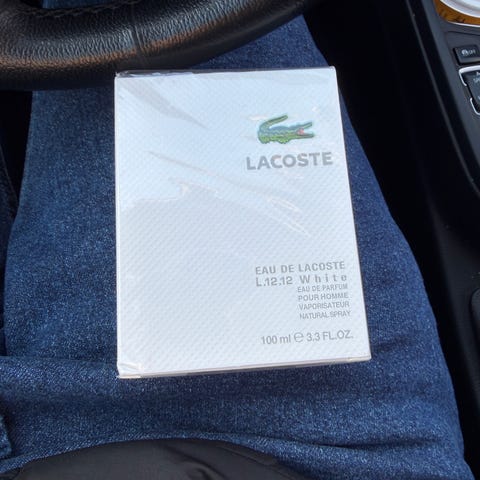 LACOSTE
EAU DE LACOSTE
L.12.12 White
EAU DE PARFUM
POUR HOMME
VAPORISATEUR
NATURAL SPRAY
100 ml ℮ 3.3 FL.OZ.
OFF